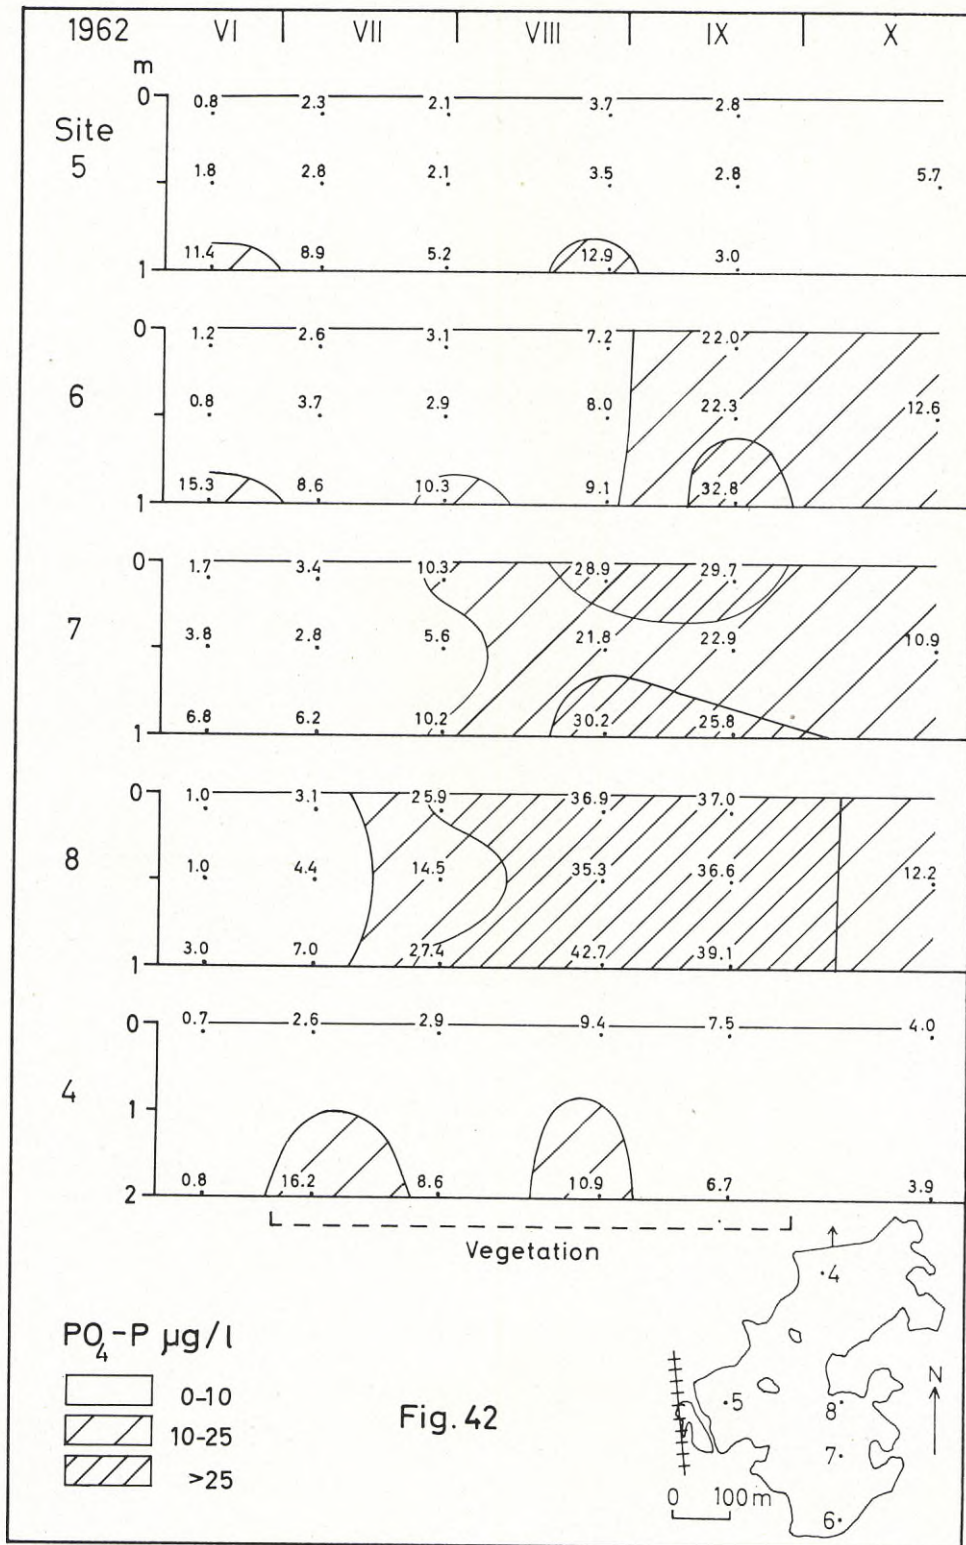 1962 VI VII VIII IX X
m
0 0.8 2.3 2.1 3.7 2.8
Site
5 1.8 2.8 2.1 3.5 2.8 5.7
1 11.4 8.9 5.2 12.9 3.0
0 1.2 2.6 3.1 7.2 22.0
6 0.8 3.7 2.9 8.0 22.3 12.6
1 15.3 8.6 10.3 9.1 32.8
0 1.7 3.4 10.3 28.9 29.7
7 3.8 2.8 5.6 21.8 22.9 10.9
1 6.8 6.2 10.2 30.2 25.8
0 1.0 3.1 25.9 36.9 37.0
8 1.0 4.4 14.5 35.3 36.6 12.2
1 3.0 7.0 27.4 42.7 39.1
0 0.7 2.6 2.9 9.4 7.5 4.0
4 1
2 0.8 16.2 8.6 10.9 6.7 3.9
Vegetation
PO4-P µg/l
0-10
10-25
>25
Fig. 42
4
5
8
7
6
N
0 100 m